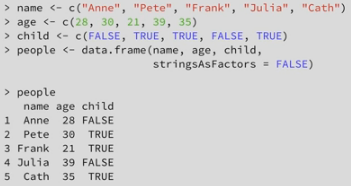 > name <- c("Anne", "Pete", "Frank", "Julia", "Cath")
> age <- c(28, 30, 21, 39, 35)
> child <- c(FALSE, TRUE, TRUE, FALSE, TRUE)
> people <- data.frame(name, age, child,
                       stringsAsFactors = FALSE)
> people
   name age child
1  Anne  28 FALSE
2  Pete  30  TRUE
3 Frank  21  TRUE
4 Julia  39 FALSE
5  Cath  35  TRUE